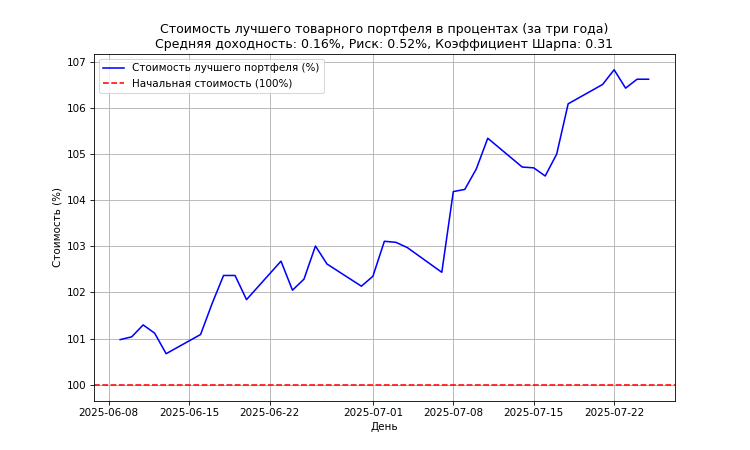 Стоимость лучшего товарного портфеля в процентах (за три года)
Средняя доходность: 0.16%, Риск: 0.52%, Коэффициент Шарпа: 0.31
Стоимость лучшего портфеля (%)
Начальная стоимость (100%)
Стоимость (%)
107
106
105
104
103
102
101
100
2025-06-08
2025-06-15
2025-06-22
2025-07-01
2025-07-08
2025-07-15
2025-07-22
День